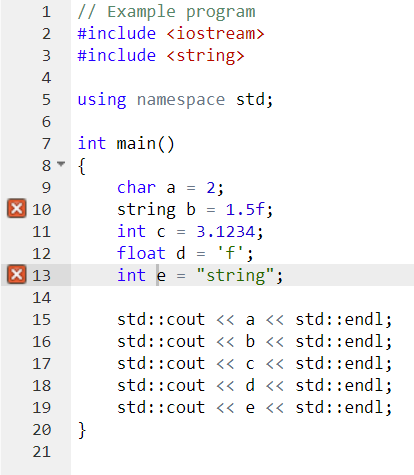 1 // Example program
2 #include <iostream>
3 #include <string>
4
5 using namespace std;
6
7 int main()
8 {
9     char a = 2;
10     string b = 1.5f;
11     int c = 3.1234;
12     float d = 'f';
13     int e = "string";
14
15     std::cout << a << std::endl;
16     std::cout << b << std::endl;
17     std::cout << c << std::endl;
18     std::cout << d << std::endl;
19     std::cout << e << std::endl;
20 }
21